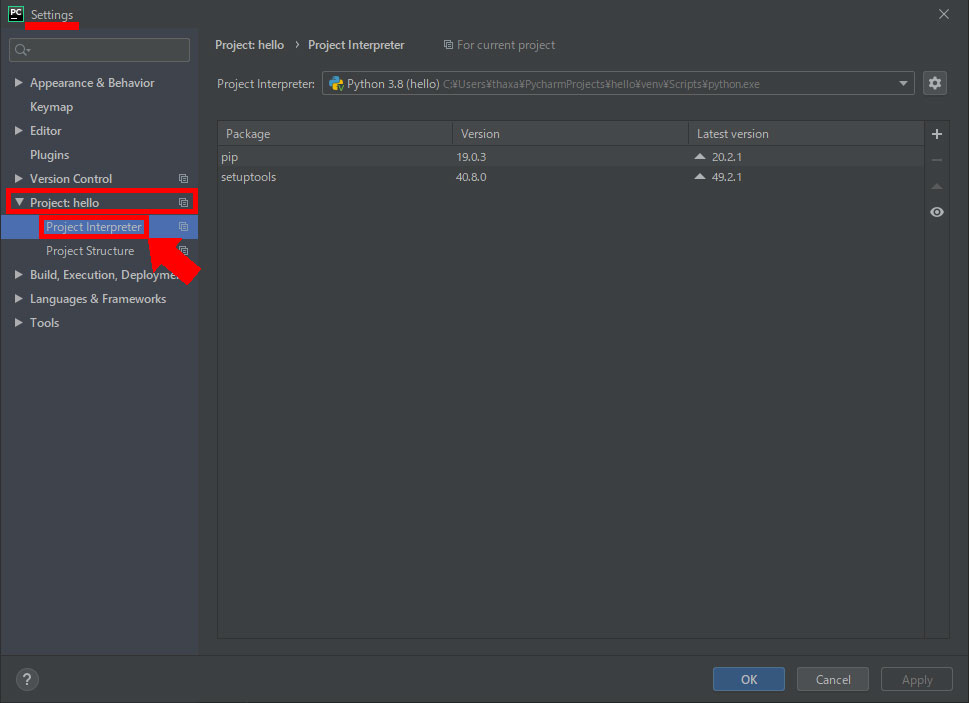 PC Settings
Project: hello › Project Interpreter For current project
Appearance & Behavior
Keymap
Editor
Plugins
Version Control
Project: hello
Project Interpreter
Project Structure
Build, Execution, Deployme
Languages & Frameworks
Tools
Project Interpreter: Python 3.8 (hello) C:¥Users¥thaxa¥PycharmProjects¥hello¥venv¥Scripts¥python.exe
Package Version Latest version
pip 19.0.3 20.2.1
setuptools 40.8.0 49.2.1
? OK Cancel Apply